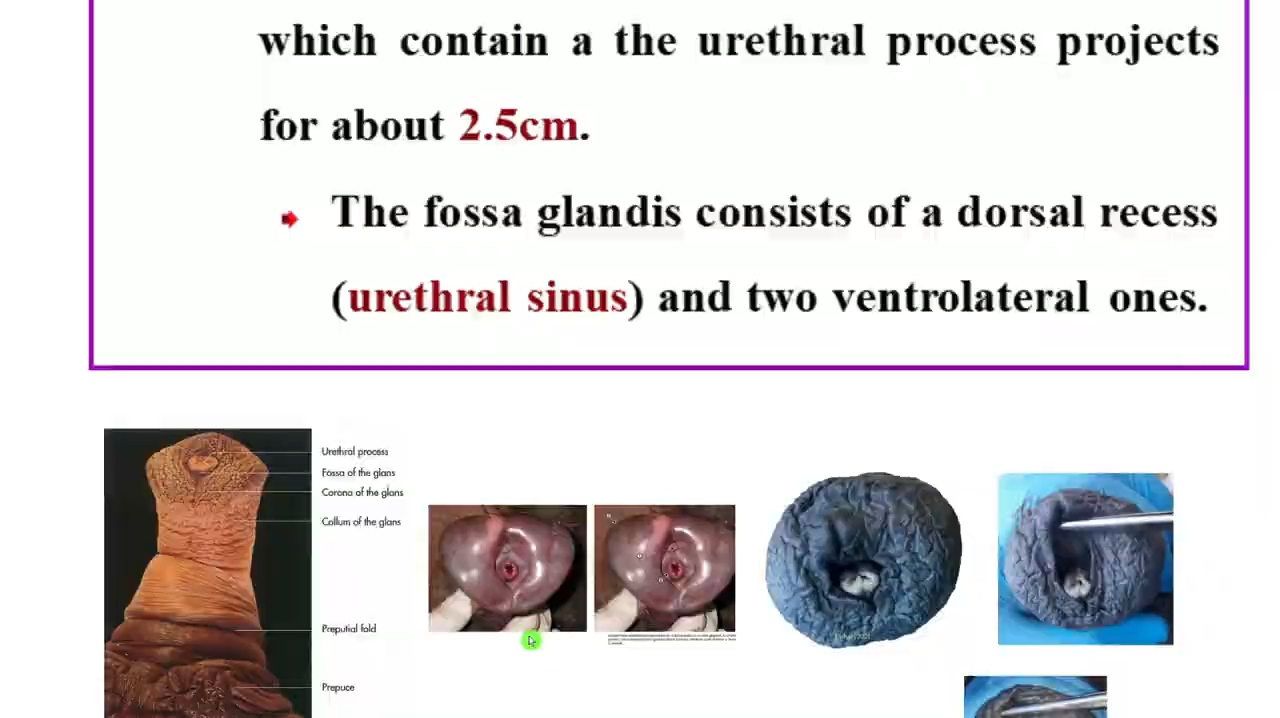 which contain a the urethral process projects
for about 2.5cm.
The fossa glandis consists of a dorsal recess
(urethral sinus) and two ventrolateral ones.
Urethral process
Fossa of the glans
Corona of the glans
Collum of the glans
Preputial fold
Prepuce